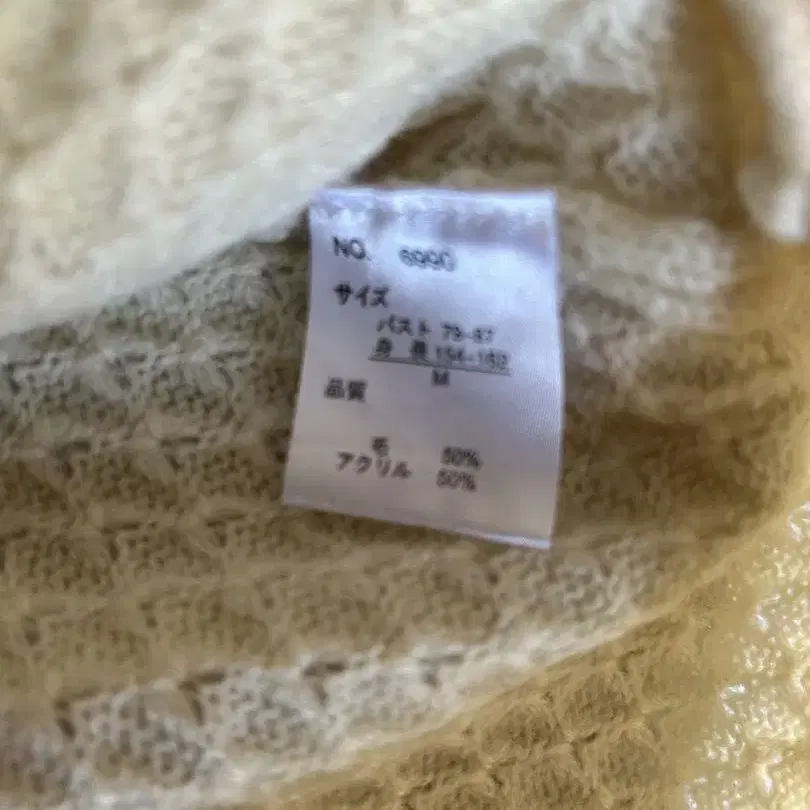 NO. 6990
サイズ
バスト 79-87
身長 154-162
M
品質
毛 50%
アクリル 50%